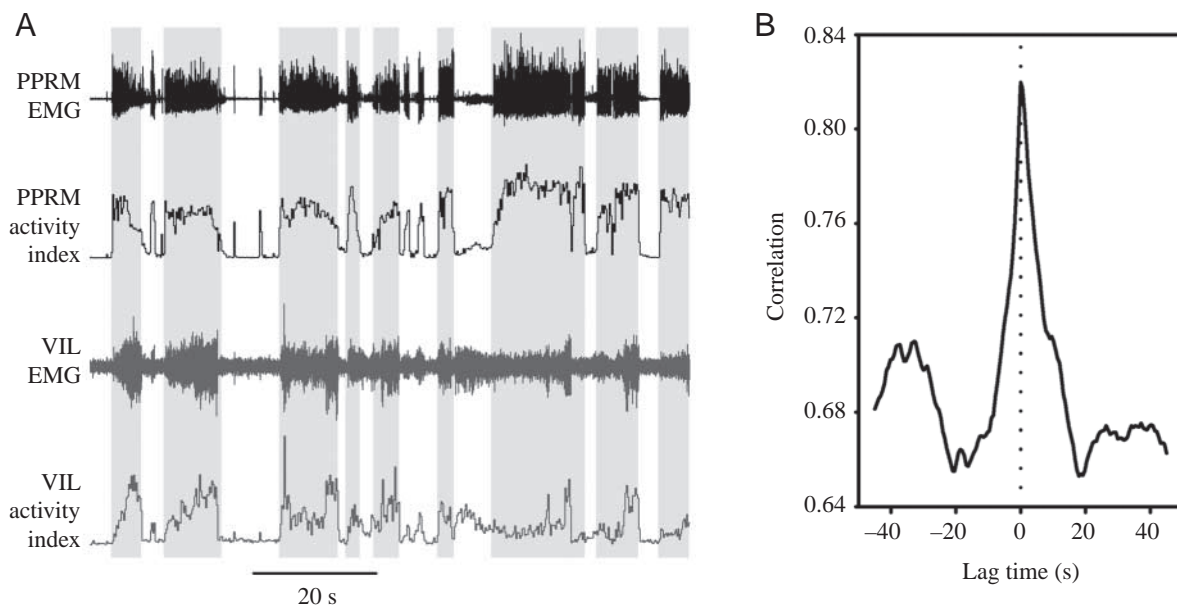 A
PPRM
EMG
PPRM
activity
index
VIL
EMG
VIL
activity
index
20 s
B
0.84
0.80
0.76
0.72
0.68
0.64
Correlation
–40
–20
0
20
40
Lag time (s)